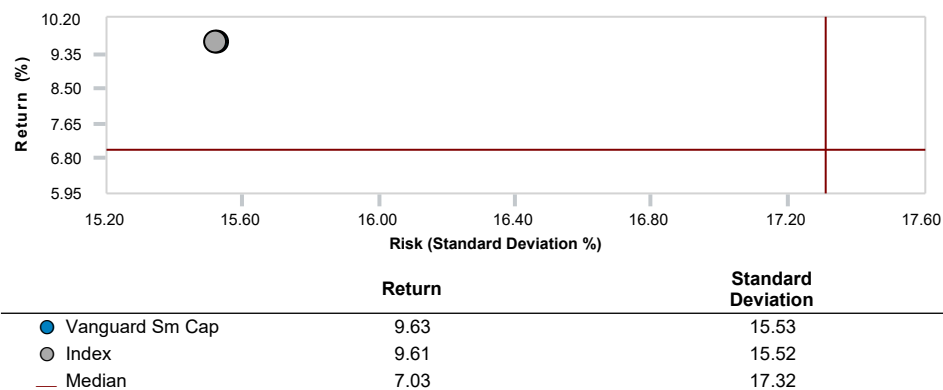 10.20
9.35
8.50
7.65
6.80
5.95
Return (%)
15.20 15.60 16.00 16.40 16.80 17.20 17.60
Risk (Standard Deviation %)
Return Standard Deviation
Vanguard Sm Cap 9.63 15.53
Index 9.61 15.52
Median 7.03 17.32